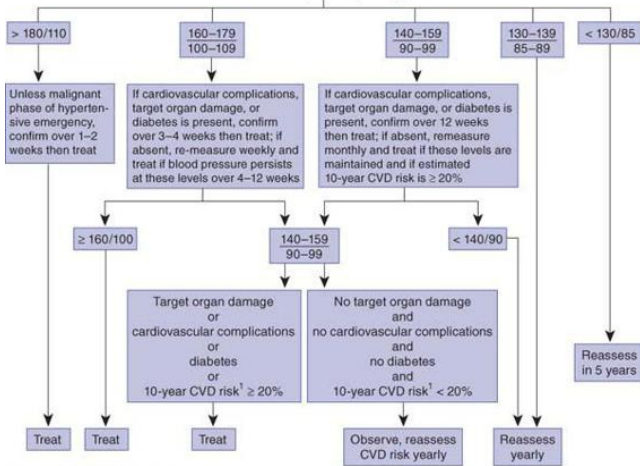 > 180/110
160–179
100–109
140–159
90–99
130–139
85–89
< 130/85
Unless malignant
phase of hyperten-
sive emergency,
confirm over 1–2
weeks then treat
If cardiovascular complications,
target organ damage, or
diabetes is present, confirm
over 3–4 weeks then treat; if
absent, re-measure weekly and
treat if blood pressure persists
at these levels over 4–12 weeks
If cardiovascular complications,
target organ damage, or diabetes is
present, confirm over 12 weeks
then treat; if absent, remeasure
monthly and treat if these levels are
maintained and if estimated
10-year CVD risk is ≥ 20%
≥ 160/100
140–159
90–99
< 140/90
Target organ damage
or
cardiovascular complications
or
diabetes
or
10-year CVD risk¹ ≥ 20%
No target organ damage
and
no cardiovascular complications
and
no diabetes
and
10-year CVD risk¹ < 20%
Reassess
in 5 years
Treat
Treat
Treat
Observe, reassess
CVD risk yearly
Reassess
yearly